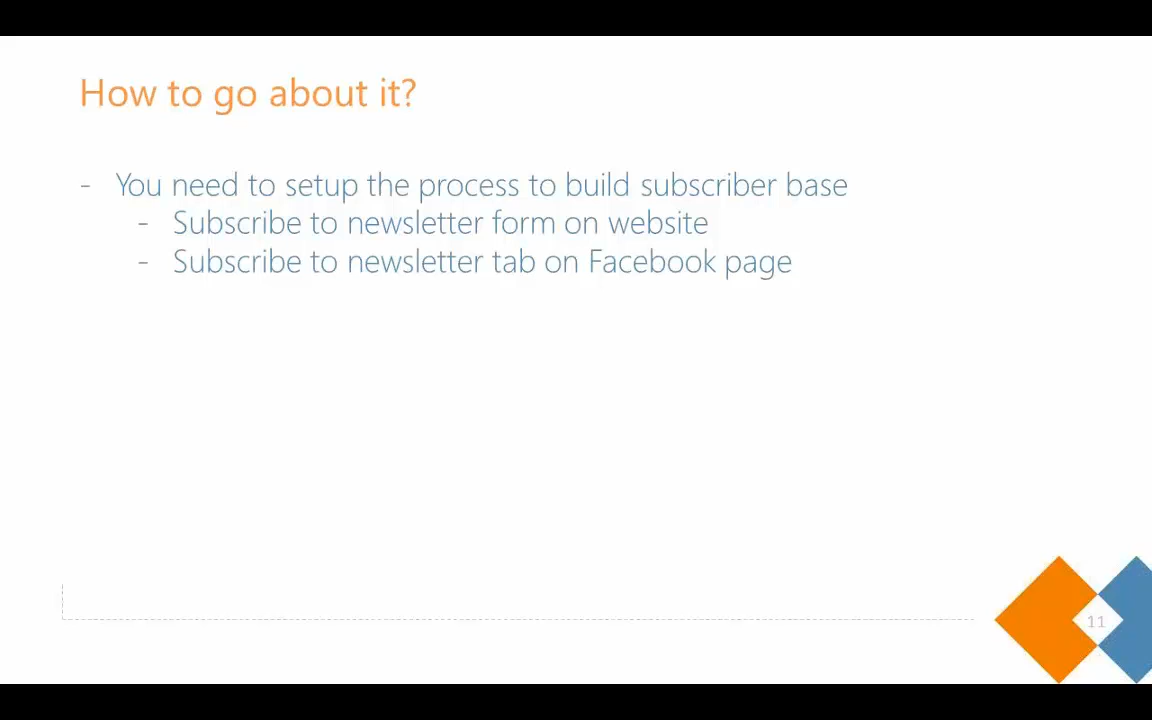 How to go about it?
- You need to setup the process to build subscriber base
- Subscribe to newsletter form on website
- Subscribe to newsletter tab on Facebook page
11